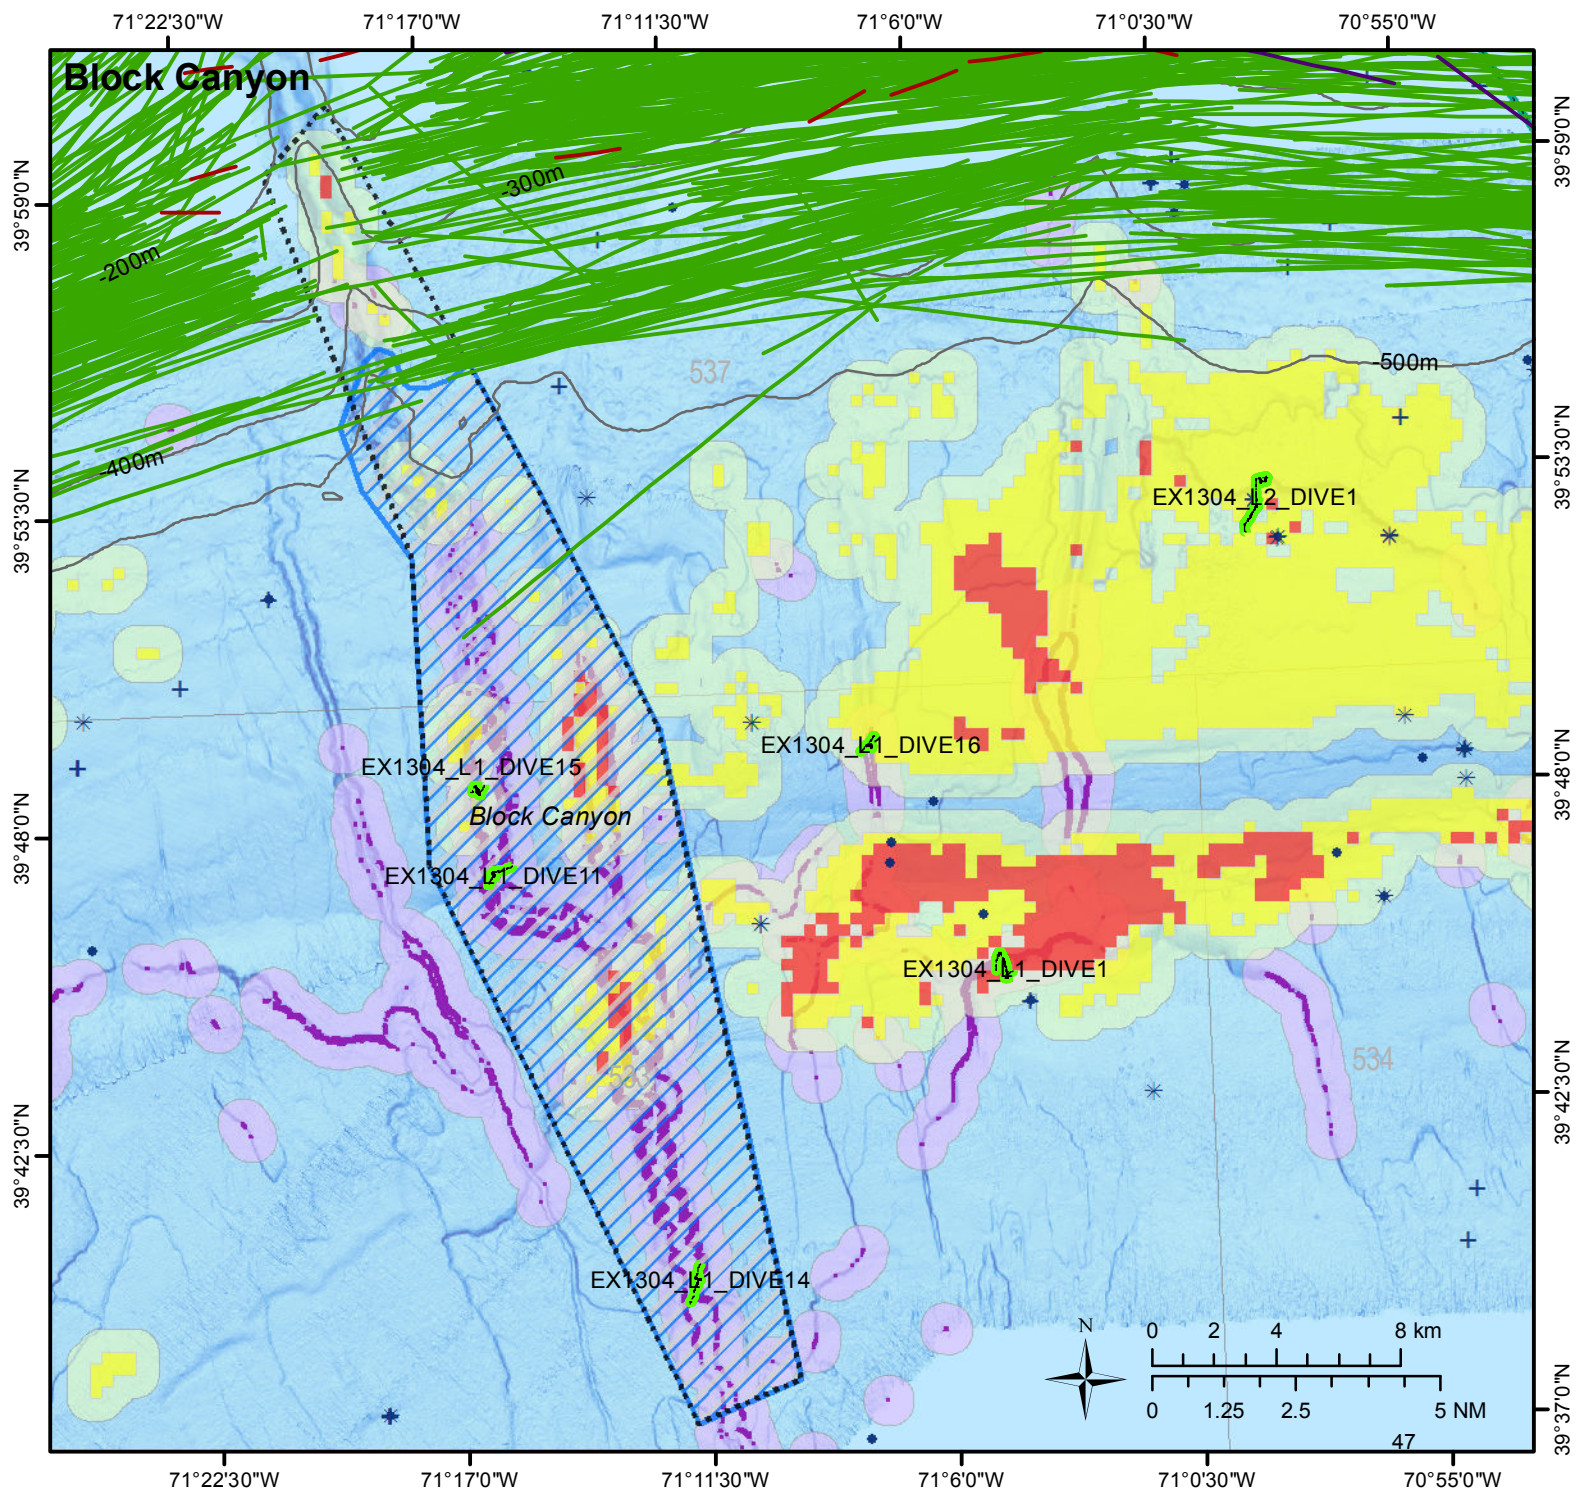 71°22'30"W 71°17'0"W 71°11'30"W 71°6'0"W 71°0'30"W 70°55'0"W
Block Canyon
39°59'0"N
39°59'0"N
-300m
-200m
-500m
537
-400m
39°53'30"N
39°53'30"N
EX1304_L2_DIVE1
EX1304_L1_DIVE16
EX1304_L1_DIVE15
39°48'0"N
39°48'0"N
Block Canyon
EX1304_L1_DIVE11
EX1304_L1_DIVE1
534
533
39°42'30"N
39°42'30"N
EX1304_L1_DIVE14
N
0 2 4 8 km
0 1.25 2.5 5 NM
39°37'0"N
47
71°22'30"W 71°17'0"W 71°11'30"W 71°6'0"W 71°0'30"W 70°55'0"W